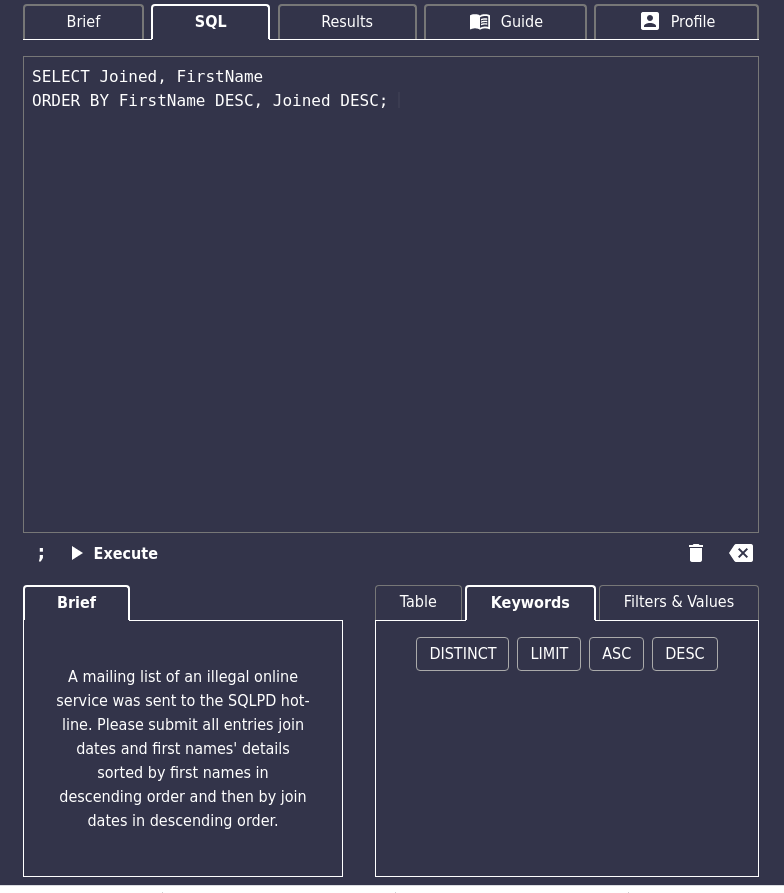 Brief
SQL
Results
Guide
Profile
SELECT Joined, FirstName
ORDER BY FirstName DESC, Joined DESC;
;
Execute
Brief
Table
Keywords
Filters & Values
DISTINCT
LIMIT
ASC
DESC
A mailing list of an illegal online
service was sent to the SQLPD hot-
line. Please submit all entries join
dates and first names' details
sorted by first names in
descending order and then by join
dates in descending order.